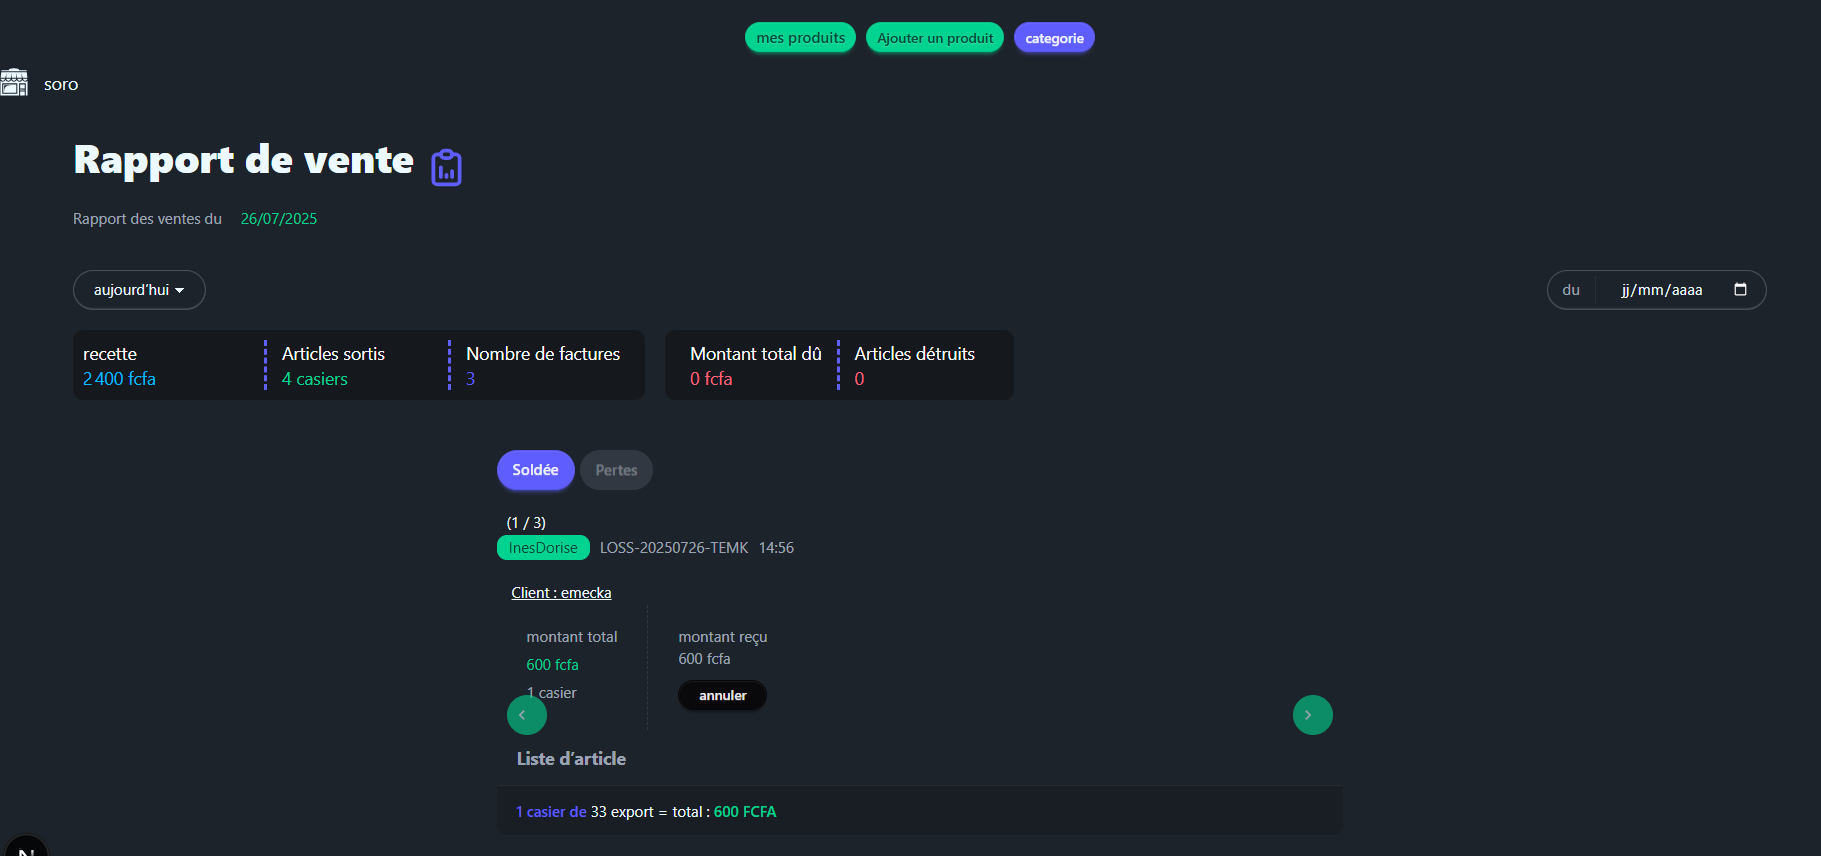 mes produits Ajouter un produit categorie
soro
Rapport de vente
Rapport des ventes du 26/07/2025
aujourd'hui du jj/mm/aaaa
recette Articles sortis Nombre de factures Montant total dû Articles détruits
2 400 fcfa 4 casiers 3 0 fcfa 0
Soldée Pertes
(1 / 3)
InesDorise LOSS-20250726-TEMK 14:56
Client : emecka
montant total montant reçu
600 fcfa 600 fcfa
1 casier annuler
Liste d'article
1 casier de 33 export = total : 600 FCFA